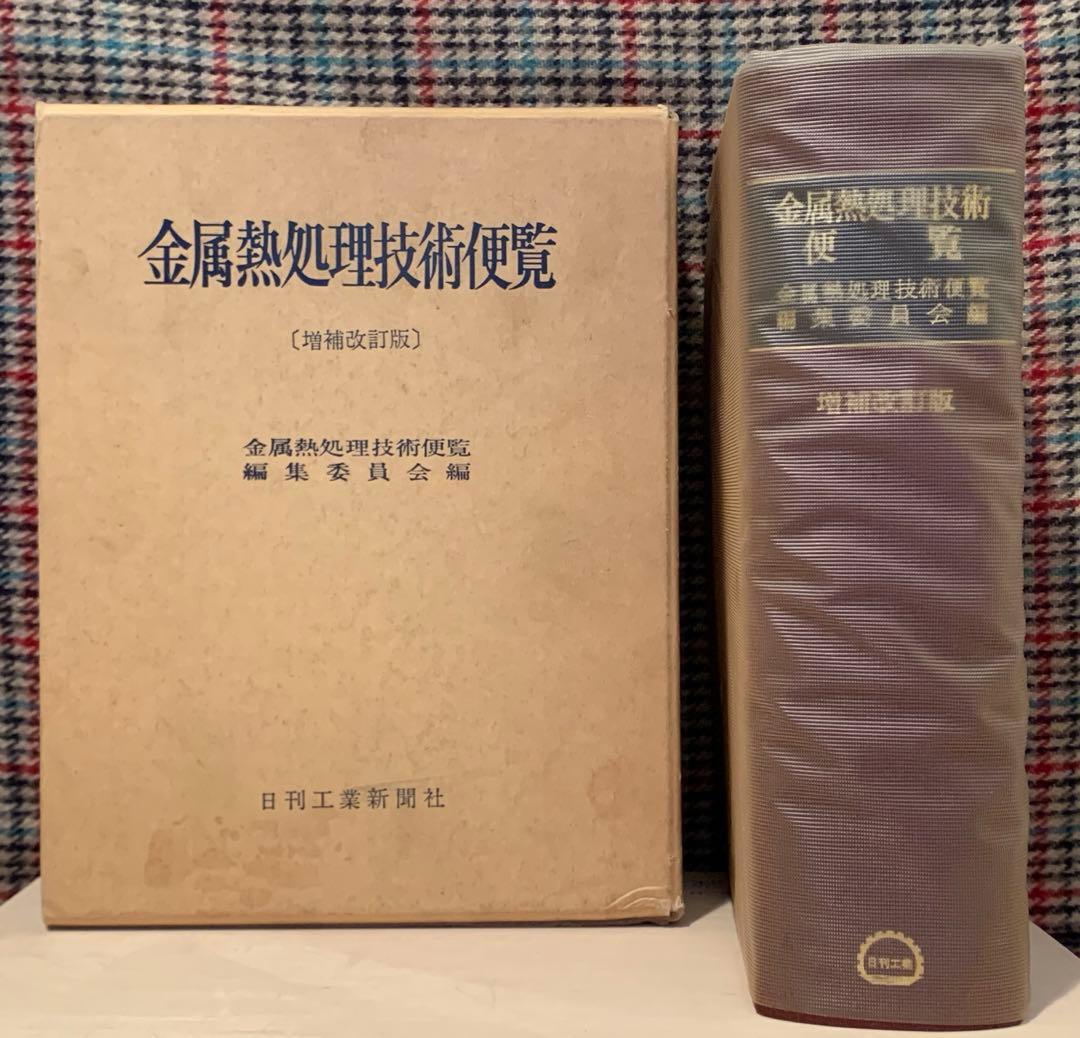 金属熱処理技術便覧
〔増補改訂版〕
金属熱処理技術便覧
編集委員会編
日刊工業新聞社
金属熱処理技術
便覧
金属熱処理技術便覧
編集委員会編
増補改訂版
日刊工業